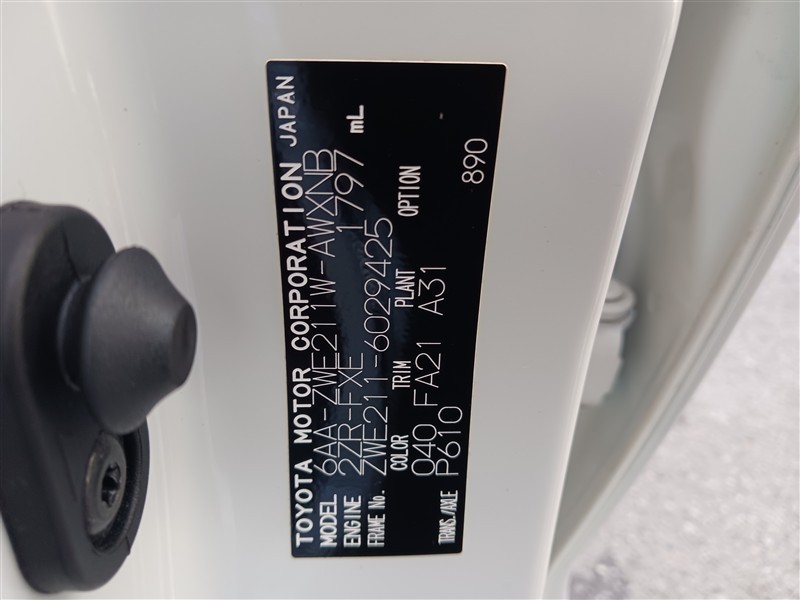 TOYOTA MOTOR CORPORATION JAPAN
MODEL 6AA-ZWE211W-AWXNB
ENGINE 2ZR-FXE 1797 mL
FRAME No. ZWE211-6029425
COLOR TRIM PLANT OPTION
040 FA21 A31
TRANS./AXLE P610 890